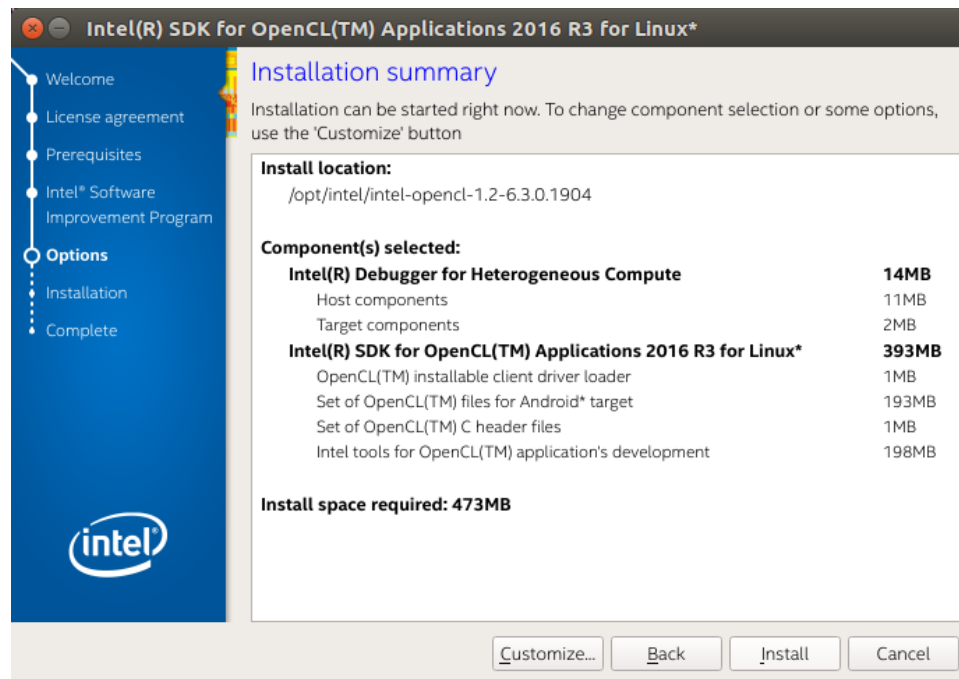 Intel(R) SDK for OpenCL(TM) Applications 2016 R3 for Linux*
Welcome
License agreement
Prerequisites
Intel® Software
Improvement Program
Options
Installation
Complete
intel®
Installation summary
Installation can be started right now. To change component selection or some options,
use the 'Customize' button
Install location:
/opt/intel/intel-opencl-1.2-6.3.0.1904
Component(s) selected:
Intel(R) Debugger for Heterogeneous Compute 14MB
Host components 11MB
Target components 2MB
Intel(R) SDK for OpenCL(TM) Applications 2016 R3 for Linux* 393MB
OpenCL(TM) installable client driver loader 1MB
Set of OpenCL(TM) files for Android* target 193MB
Set of OpenCL(TM) C header files 1MB
Intel tools for OpenCL(TM) application's development 198MB
Install space required: 473MB
Customize... Back Install Cancel